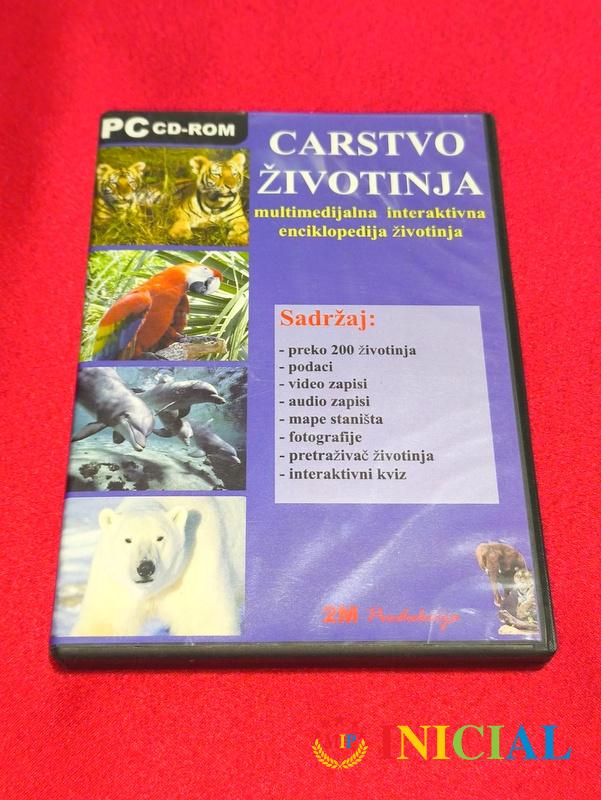 PC CD-ROM
CARSTVO
ŽIVOTINJA
multimedijalna interaktivna
enciklopedija životinja
Sadržaj:
- preko 200 životinja
- podaci
- video zapisi
- audio zapisi
- mape staništa
- fotografije
- pretraživač životinja
- interaktivni kviz
2M Produkcija
INICIAL